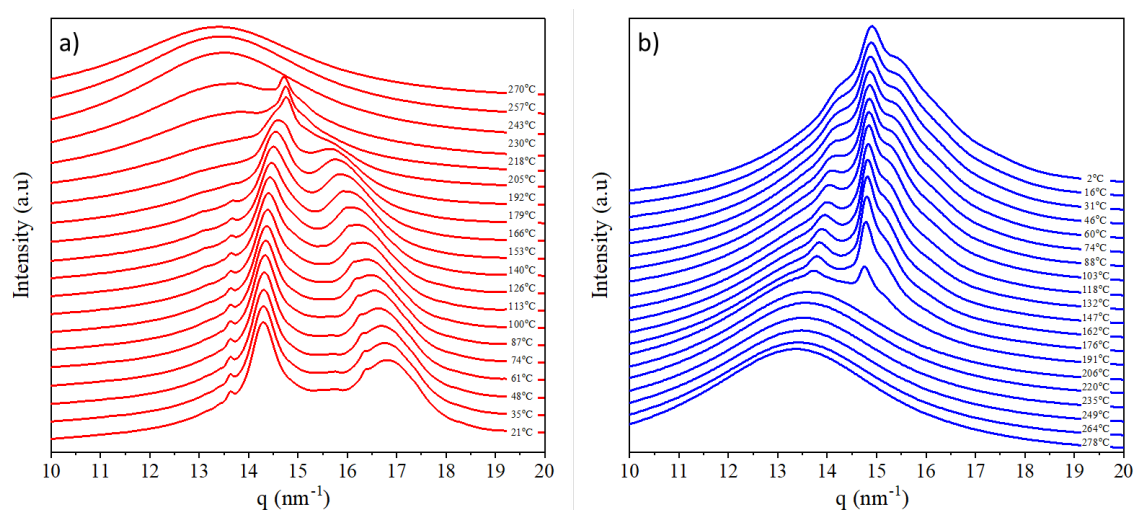 a)
270°C
257°C
243°C
230°C
218°C
205°C
192°C
179°C
166°C
153°C
140°C
126°C
113°C
100°C
87°C
74°C
61°C
48°C
35°C
21°C
Intensity (a.u)
10 11 12 13 14 15 16 17 18 19 20
q (nm-1)
b)
2°C
16°C
31°C
46°C
60°C
74°C
88°C
103°C
118°C
132°C
147°C
162°C
176°C
191°C
206°C
220°C
235°C
249°C
264°C
278°C
Intensity (a.u)
10 11 12 13 14 15 16 17 18 19 20
q (nm-1)